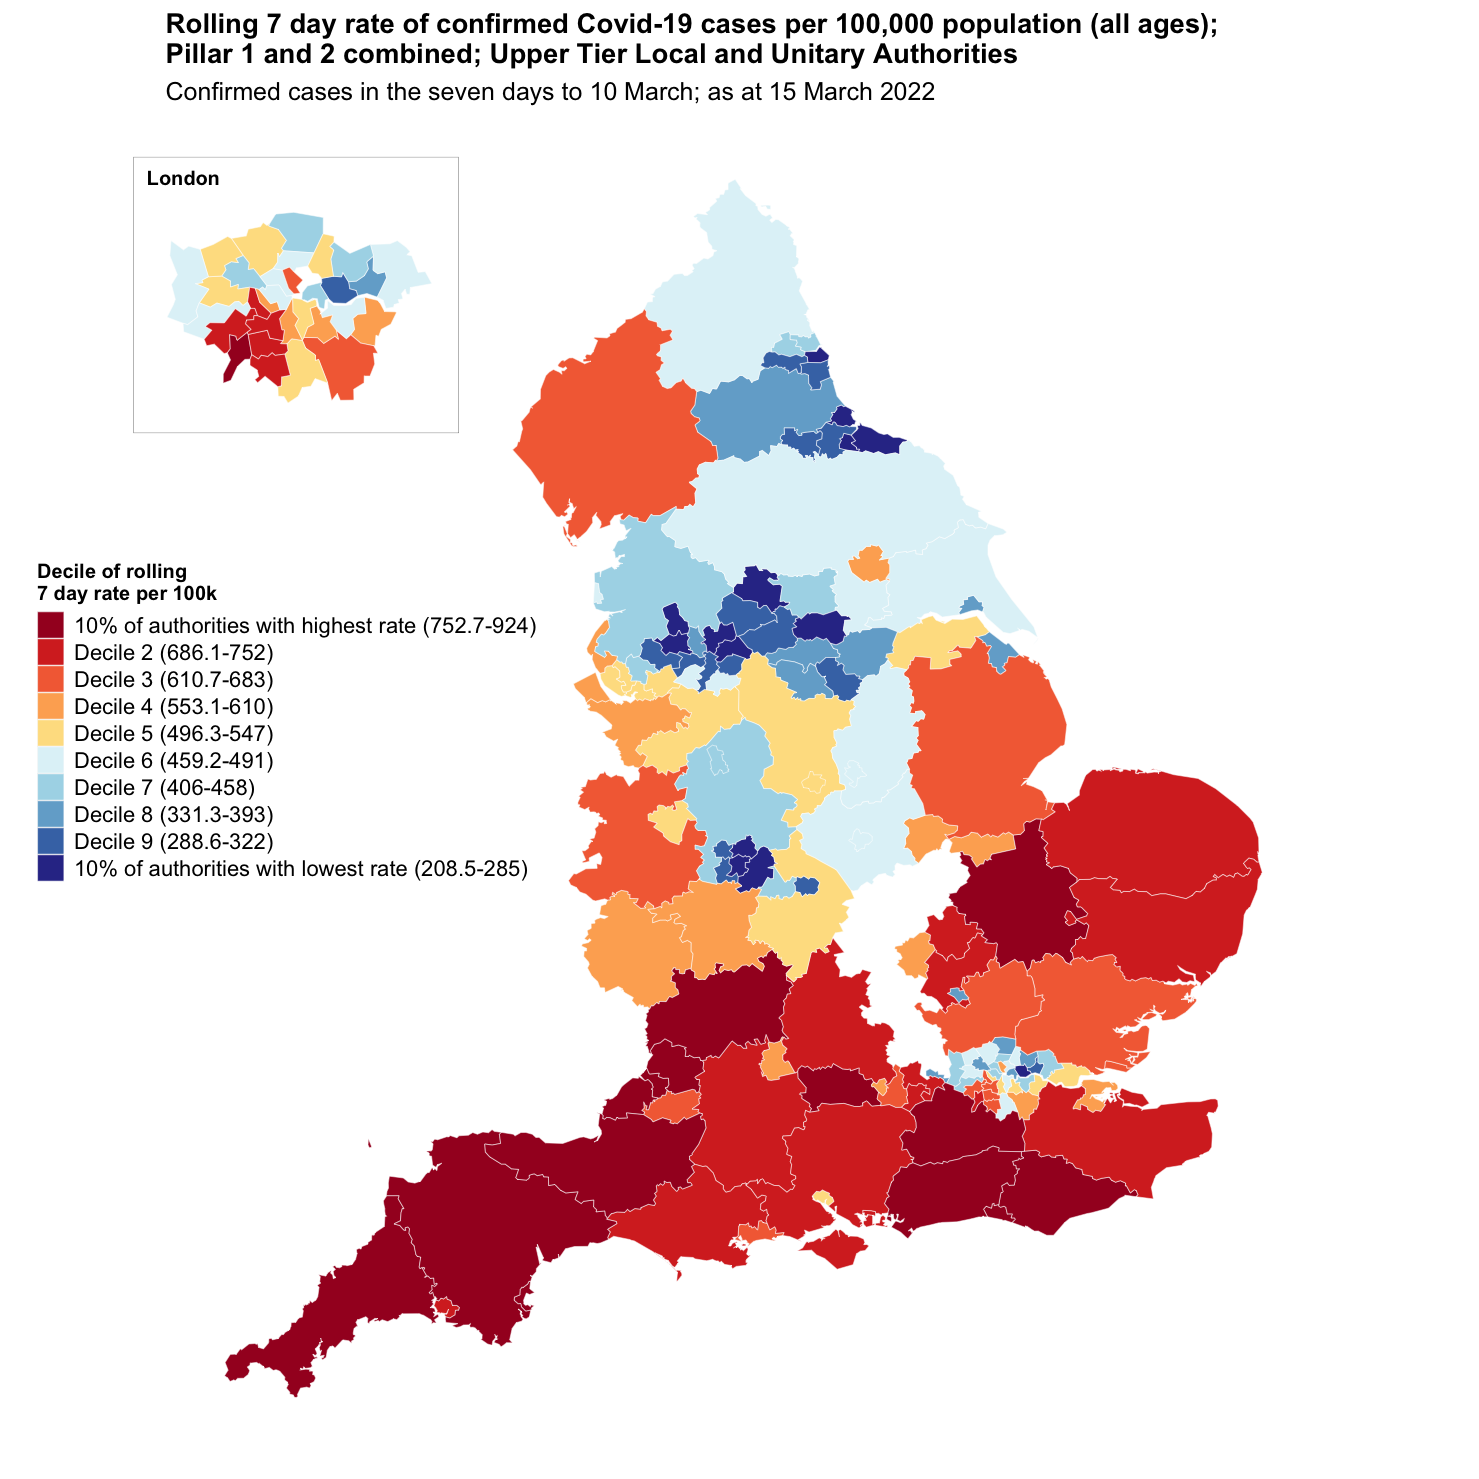 Rolling 7 day rate of confirmed Covid-19 cases per 100,000 population (all ages);
Pillar 1 and 2 combined; Upper Tier Local and Unitary Authorities
Confirmed cases in the seven days to 10 March; as at 15 March 2022
London
Decile of rolling
7 day rate per 100k
10% of authorities with highest rate (752.7-924)
Decile 2 (686.1-752)
Decile 3 (610.7-683)
Decile 4 (553.1-610)
Decile 5 (496.3-547)
Decile 6 (459.2-491)
Decile 7 (406-458)
Decile 8 (331.3-393)
Decile 9 (288.6-322)
10% of authorities with lowest rate (208.5-285)